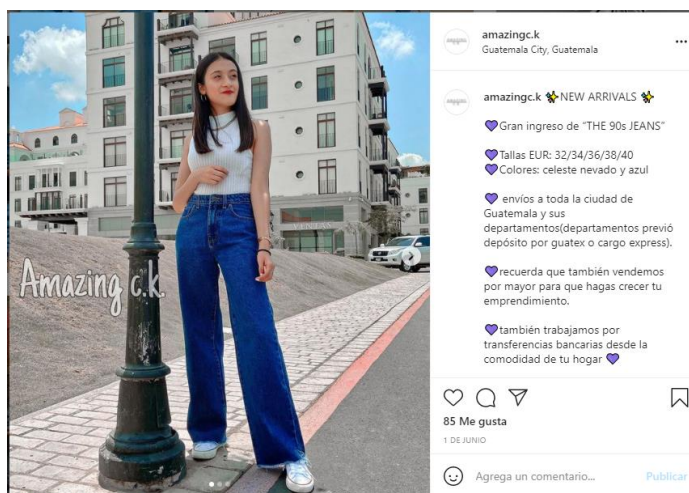 amazingc.k
Guatemala City, Guatemala
amazingc.k ✨NEW ARRIVALS ✨
💜Gran ingreso de “THE 90s JEANS”
💜Tallas EUR: 32/34/36/38/40
💜Colores: celeste nevado y azul
💜 envíos a toda la ciudad de
Guatemala y sus
departamentos(departamentos previó
depósito por guatex o cargo express).
💜recuerda que también vendemos
por mayor para que hagas crecer tu
emprendimiento.
💜también trabajamos por
transferencias bancarias desde la
comodidad de tu hogar 💜
Amazing c.k
85 Me gusta
1 DE JUNIO
Agrega un comentario...
Publicar